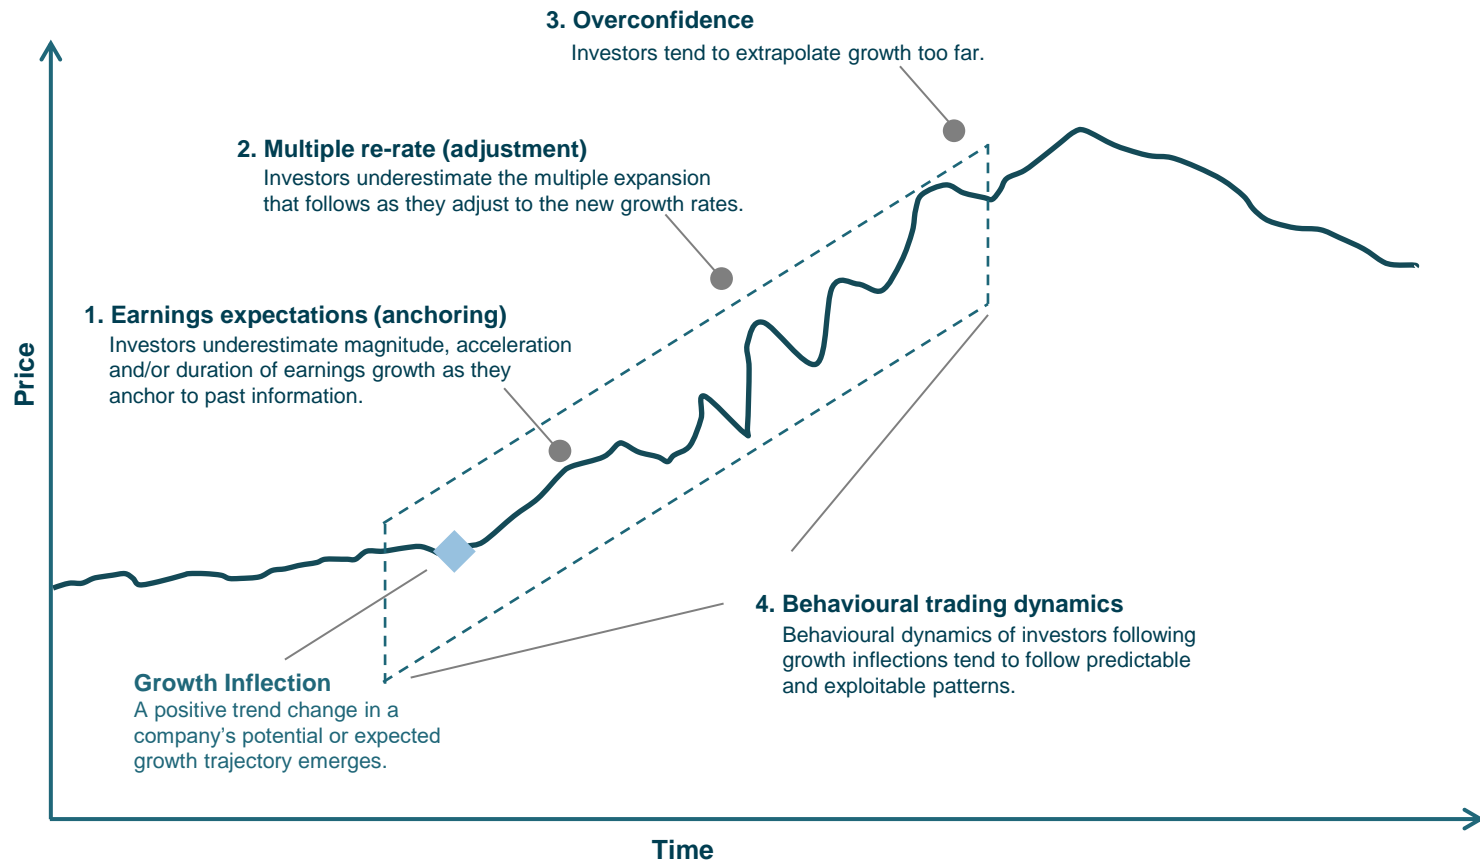 3. Overconfidence
Investors tend to extrapolate growth too far.
2. Multiple re-rate (adjustment)
Investors underestimate the multiple expansion
that follows as they adjust to the new growth rates.
1. Earnings expectations (anchoring)
Investors underestimate magnitude, acceleration
and/or duration of earnings growth as they
anchor to past information.
Price
4. Behavioural trading dynamics
Behavioural dynamics of investors following
growth inflections tend to follow predictable
and exploitable patterns.
Growth Inflection
A positive trend change in a
company’s potential or expected
growth trajectory emerges.
Time